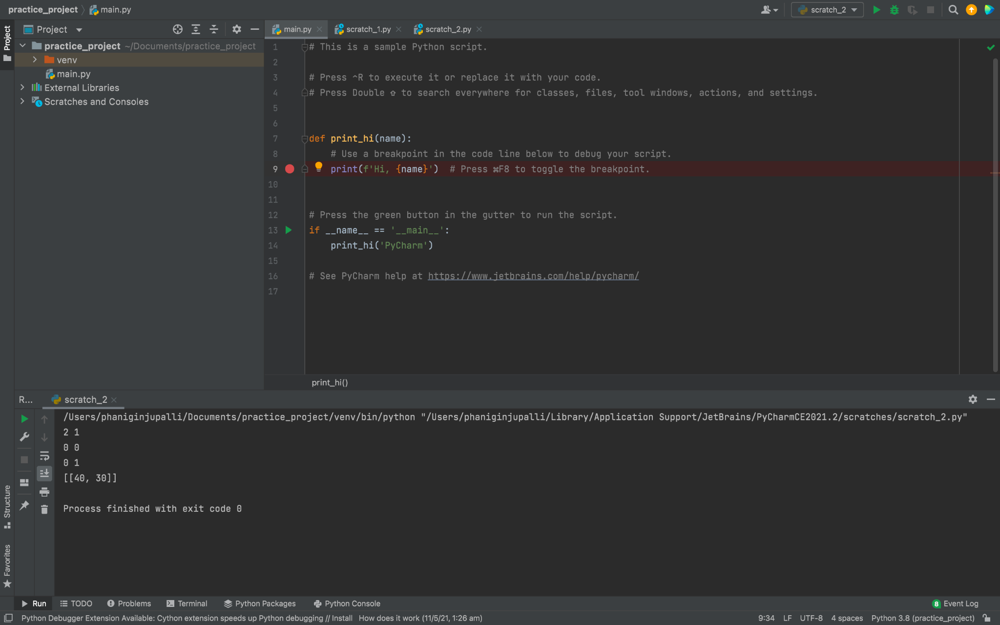 practice_project main.py
scratch_2
Project
Project
main.py scratch_1.py scratch_2.py
practice_project ~/Documents/practice_project
venv
main.py
External Libraries
Scratches and Consoles
1 # This is a sample Python script.
2
3 # Press ^R to execute it or replace it with your code.
4 # Press Double ⇧ to search everywhere for classes, files, tool windows, actions, and settings.
5
6
7 def print_hi(name):
8 # Use a breakpoint in the code line below to debug your script.
9 print(f'Hi, {name}') # Press ⌘F8 to toggle the breakpoint.
10
11
12 # Press the green button in the gutter to run the script.
13 if __name__ == '__main__':
14 print_hi('PyCharm')
15
16 # See PyCharm help at https://www.jetbrains.com/help/pycharm/
17
print_hi()
R... scratch_2
/Users/phaniginjupalli/Documents/practice_project/venv/bin/python "/Users/phaniginjupalli/Library/Application Support/JetBrains/PyCharmCE2021.2/scratches/scratch_2.py"
2 1
0 0
0 1
[[40, 30]]
Process finished with exit code 0
Structure
Favorites
Run TODO Problems Terminal Python Packages Python Console 8 Event Log
Python Debugger Extension Available: Cython extension speeds up Python debugging // Install How does it work (11/5/21, 1:26 am) 9:34 LF UTF-8 4 spaces Python 3.8 (practice_project)